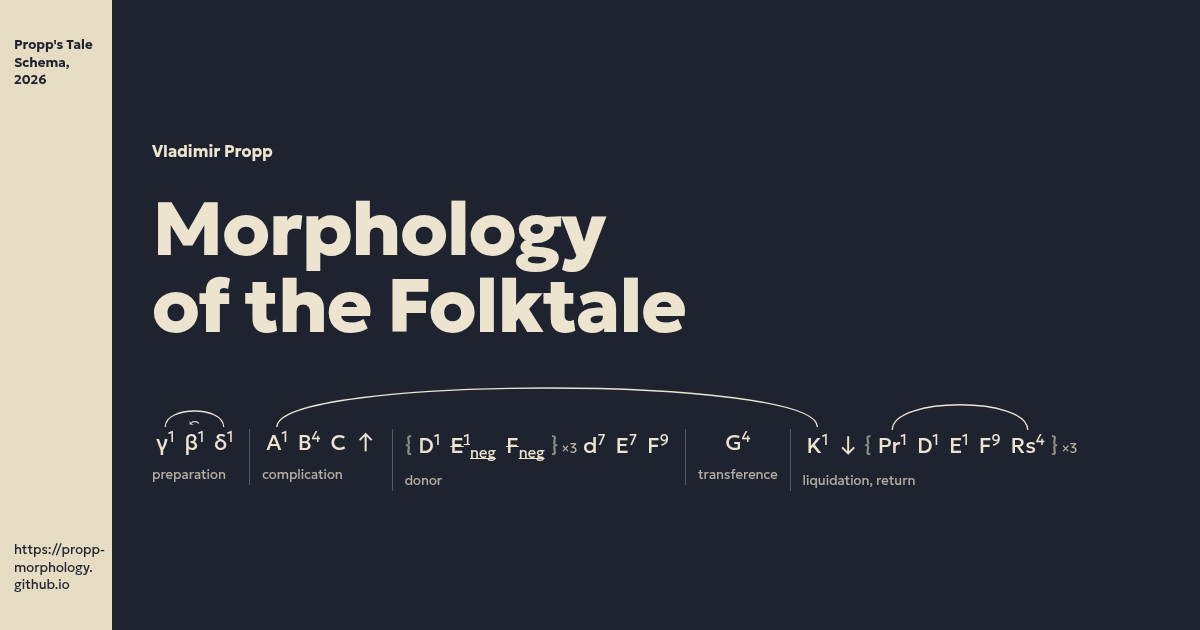 Propp's Tale
Schema,
2026
Vladimir Propp
Morphology
of the Folktale
γ¹ β¹ δ¹ A¹ B⁴ C ↑ { D¹ E¹neg Fneg } ×3 d⁷ E⁷ F⁹ G⁴ K¹ ↓ { Pr¹ D¹ E¹ F⁹ Rs⁴ } ×3
preparation complication donor transference liquidation, return
https://propp-
morphology.
github.io